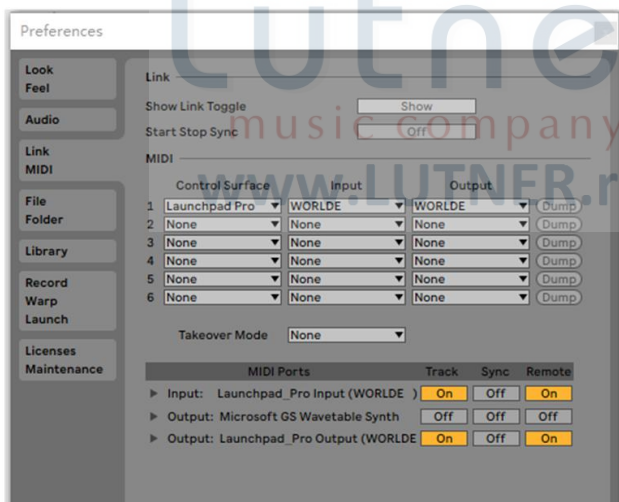 Preferences
Lutne
music company
www.LUTNER.r
Look
Feel
Audio
Link
MIDI
File
Folder
Library
Record
Warp
Launch
Licenses
Maintenance
Link
Show Link Toggle Show
Start Stop Sync Off
MIDI
Control Surface Input Output
1 Launchpad Pro WORLDE WORLDE Dump
2 None None None Dump
3 None None None Dump
4 None None None Dump
5 None None None Dump
6 None None None Dump
Takeover Mode None
MIDI Ports Track Sync Remote
Input: Launchpad_Pro Input (WORLDE ) On Off On
Output: Microsoft GS Wavetable Synth Off Off Off
Output: Launchpad_Pro Output (WORLDE On Off On